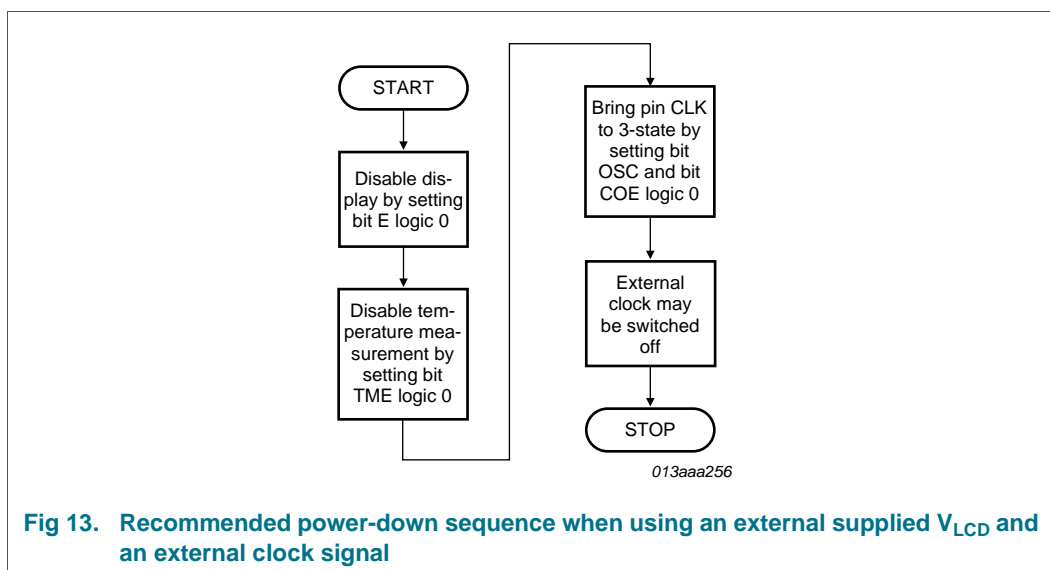 START
Disable dis-
play by setting
bit E logic 0
Disable tem-
perature mea-
surement by
setting bit
TME logic 0
Bring pin CLK
to 3-state by
setting bit
OSC and bit
COE logic 0
External
clock may
be switched
off
STOP
013aaa256
Fig 13. Recommended power-down sequence when using an external supplied VLCD and
an external clock signal